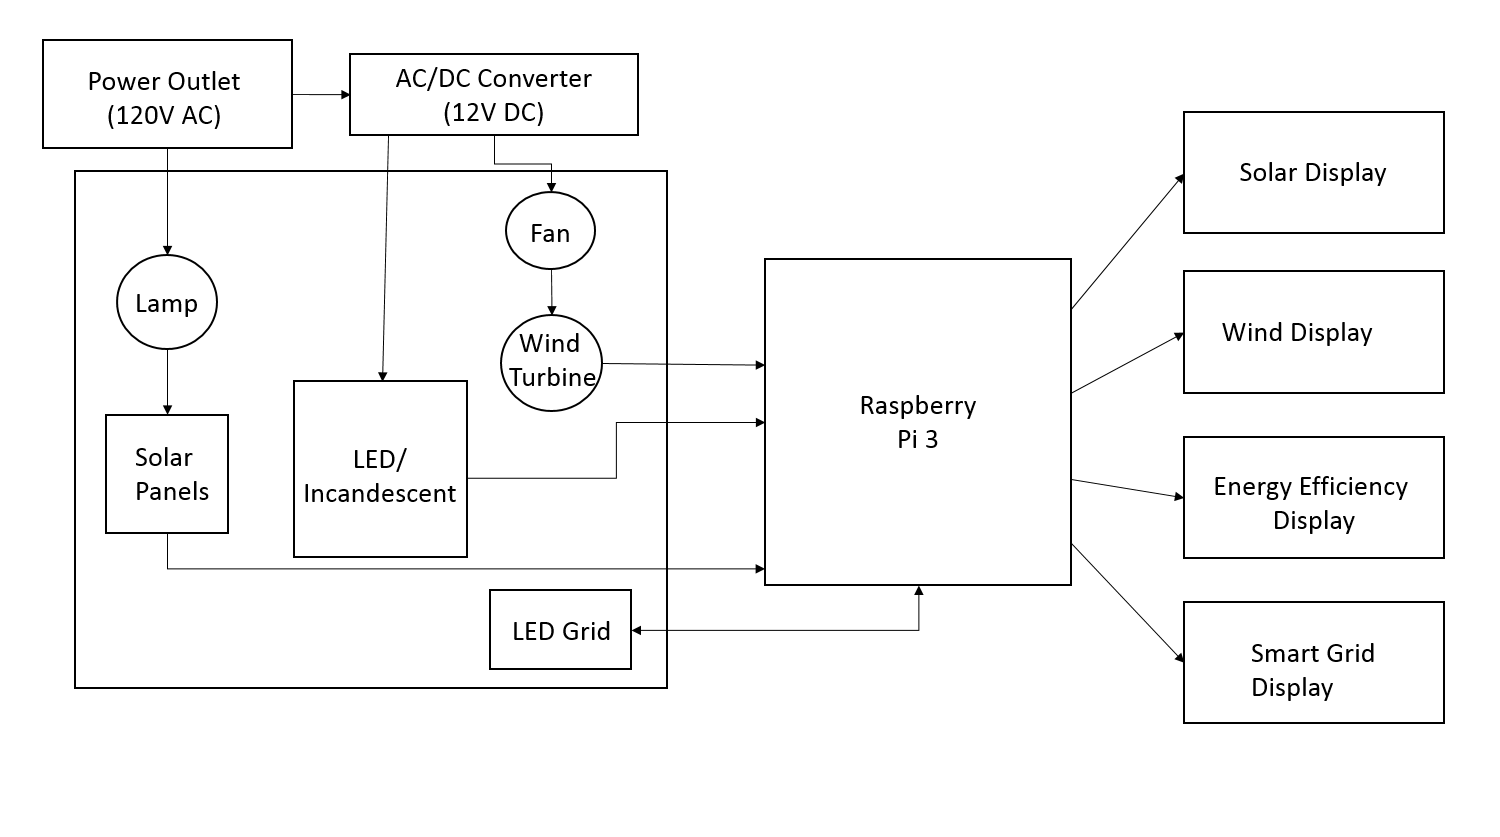 Power Outlet
(120V AC)
AC/DC Converter
(12V DC)
Lamp
Fan
Wind
Turbine
Solar
Panels
LED/
Incandescent
LED Grid
Raspberry
Pi 3
Solar Display
Wind Display
Energy Efficiency
Display
Smart Grid
Display